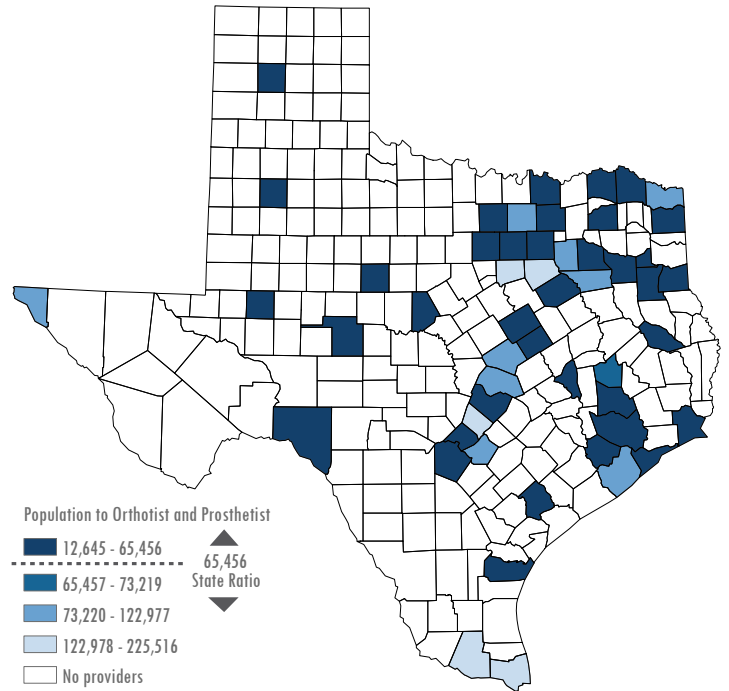 Population to Orthotist and Prosthetist
12,645 - 65,456
65,457 - 73,219
73,220 - 122,977
122,978 - 225,516
No providers
65,456
State Ratio